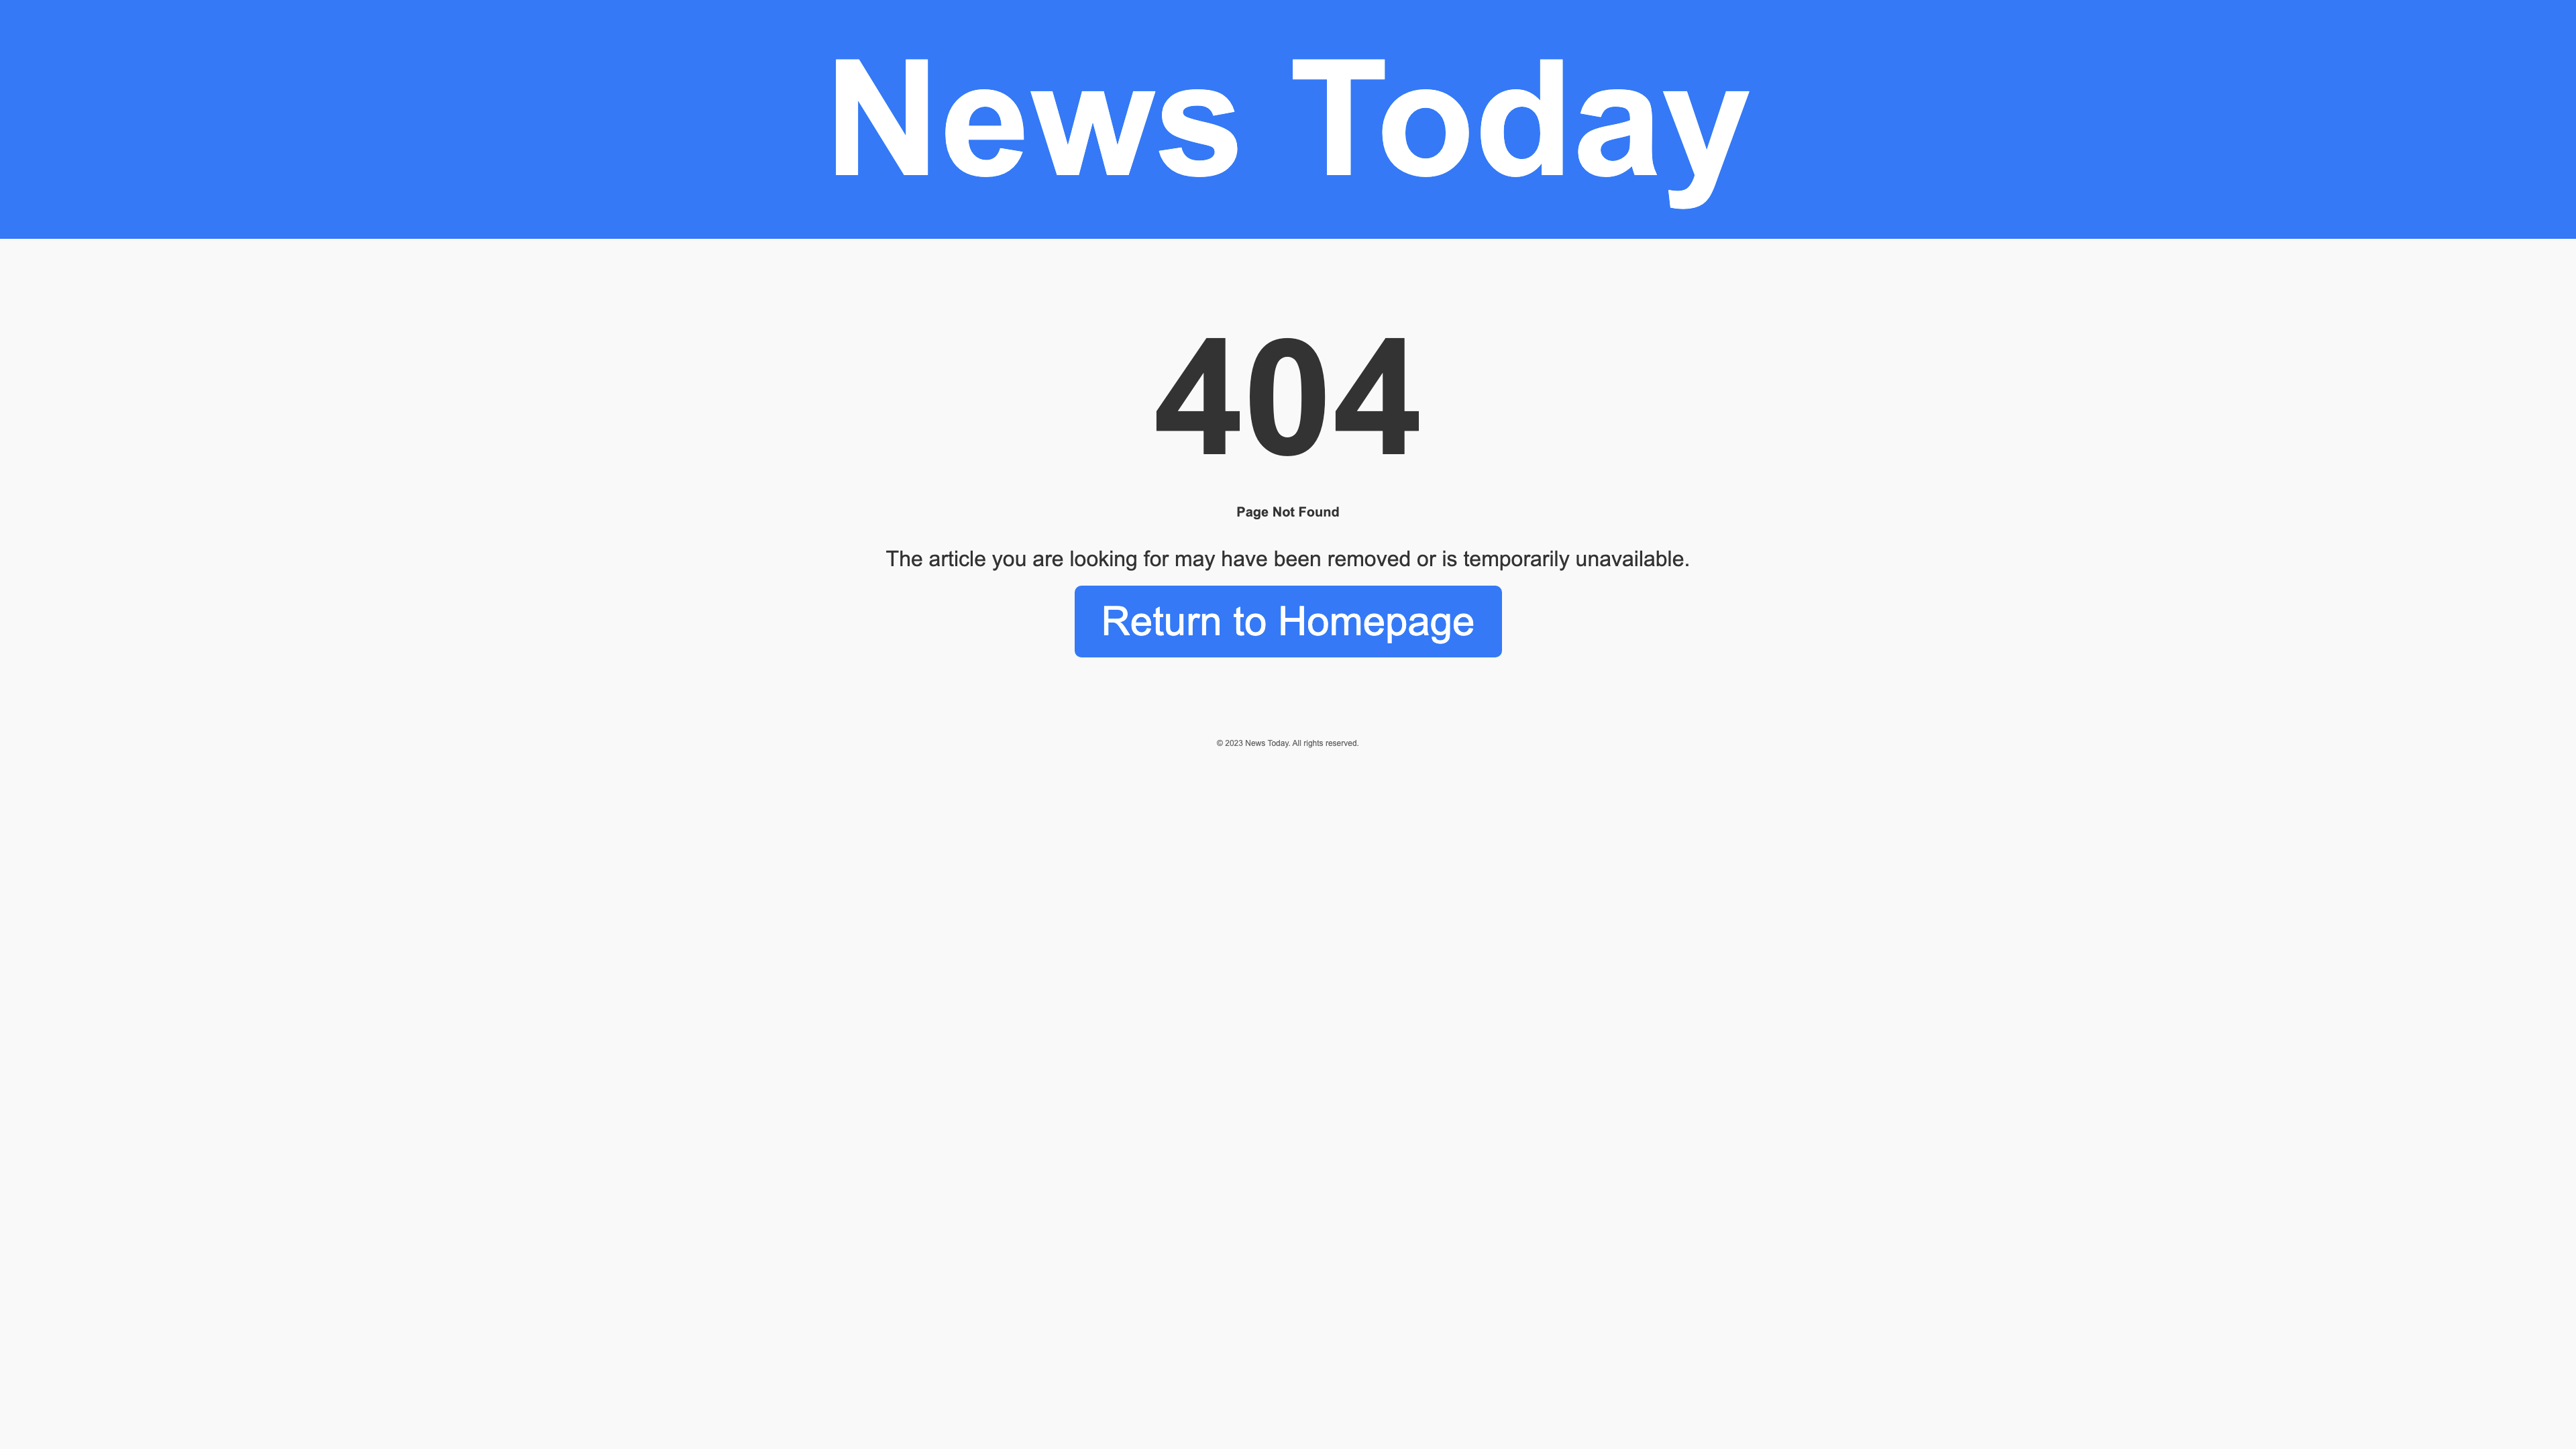 News Today
404
Page Not Found
The article you are looking for may have been removed or is temporarily unavailable.
Return to Homepage
© 2023 News Today. All rights reserved.